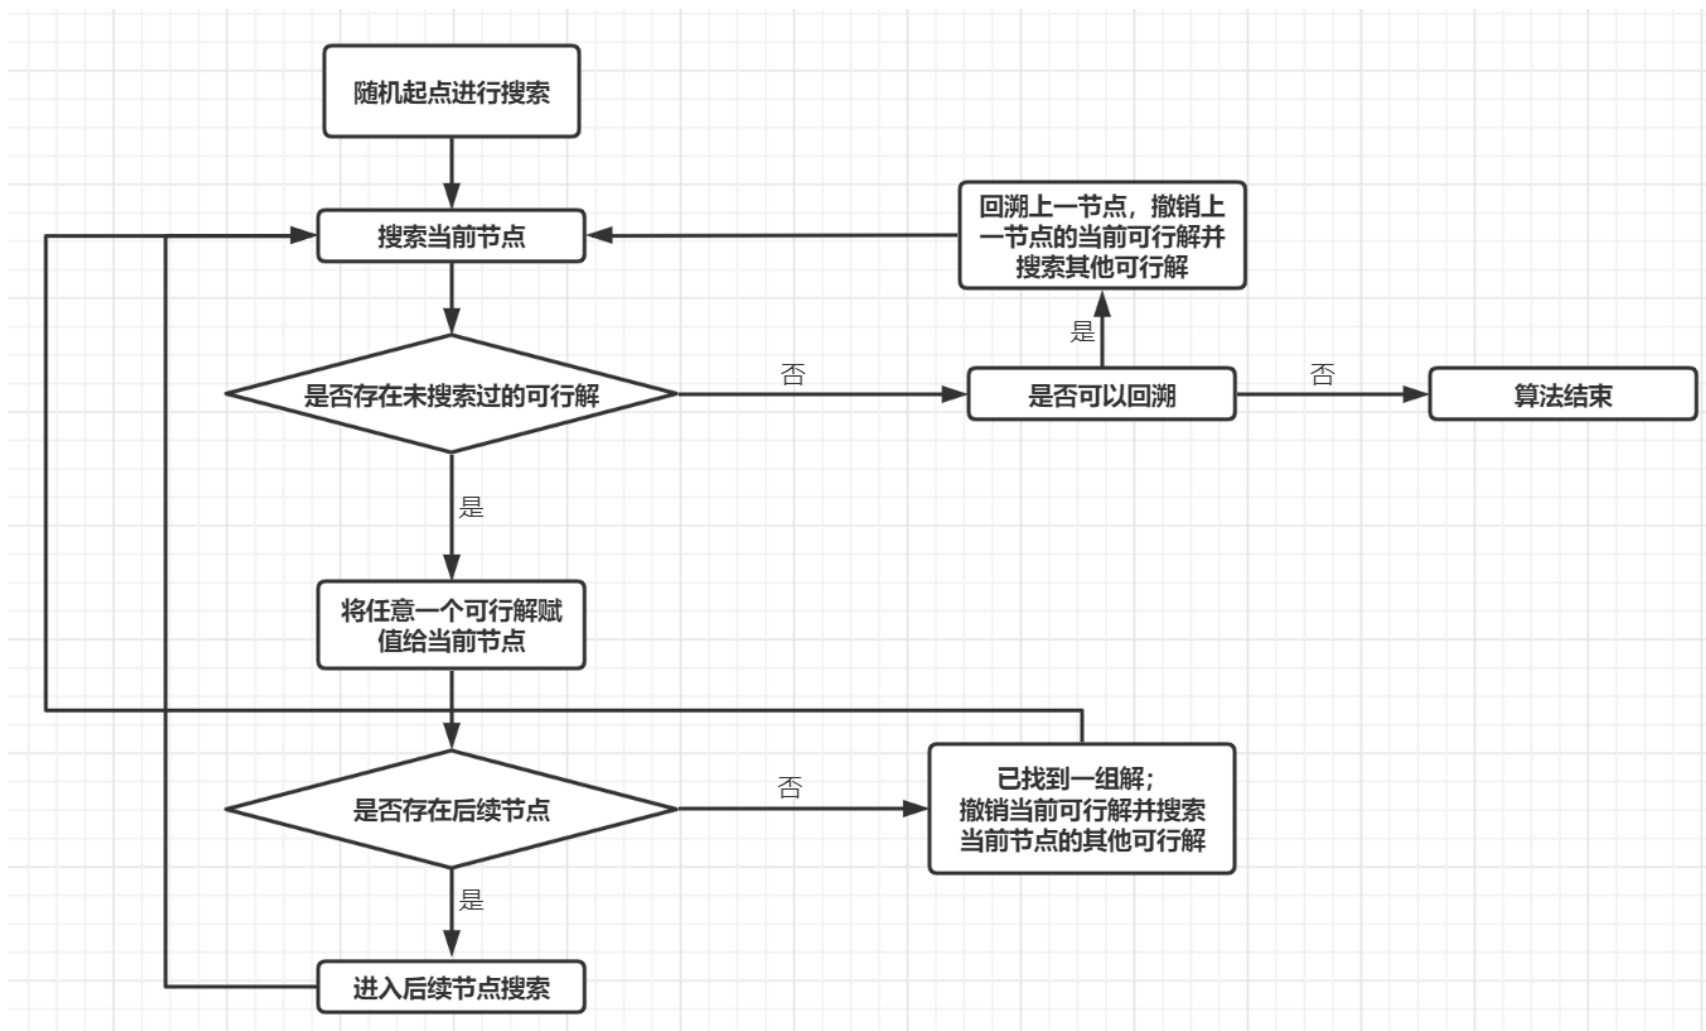 随机起点进行搜索
搜索当前节点
回溯上一节点，撤销上
一节点的当前可行解并
搜索其他可行解
是
是否存在未搜索过的可行解
否
是否可以回溯
否
算法结束
是
将任意一个可行解赋
值给当前节点
是否存在后续节点
否
已找到一组解；
撤销当前可行解并搜索
当前节点的其他可行解
是
进入后续节点搜索